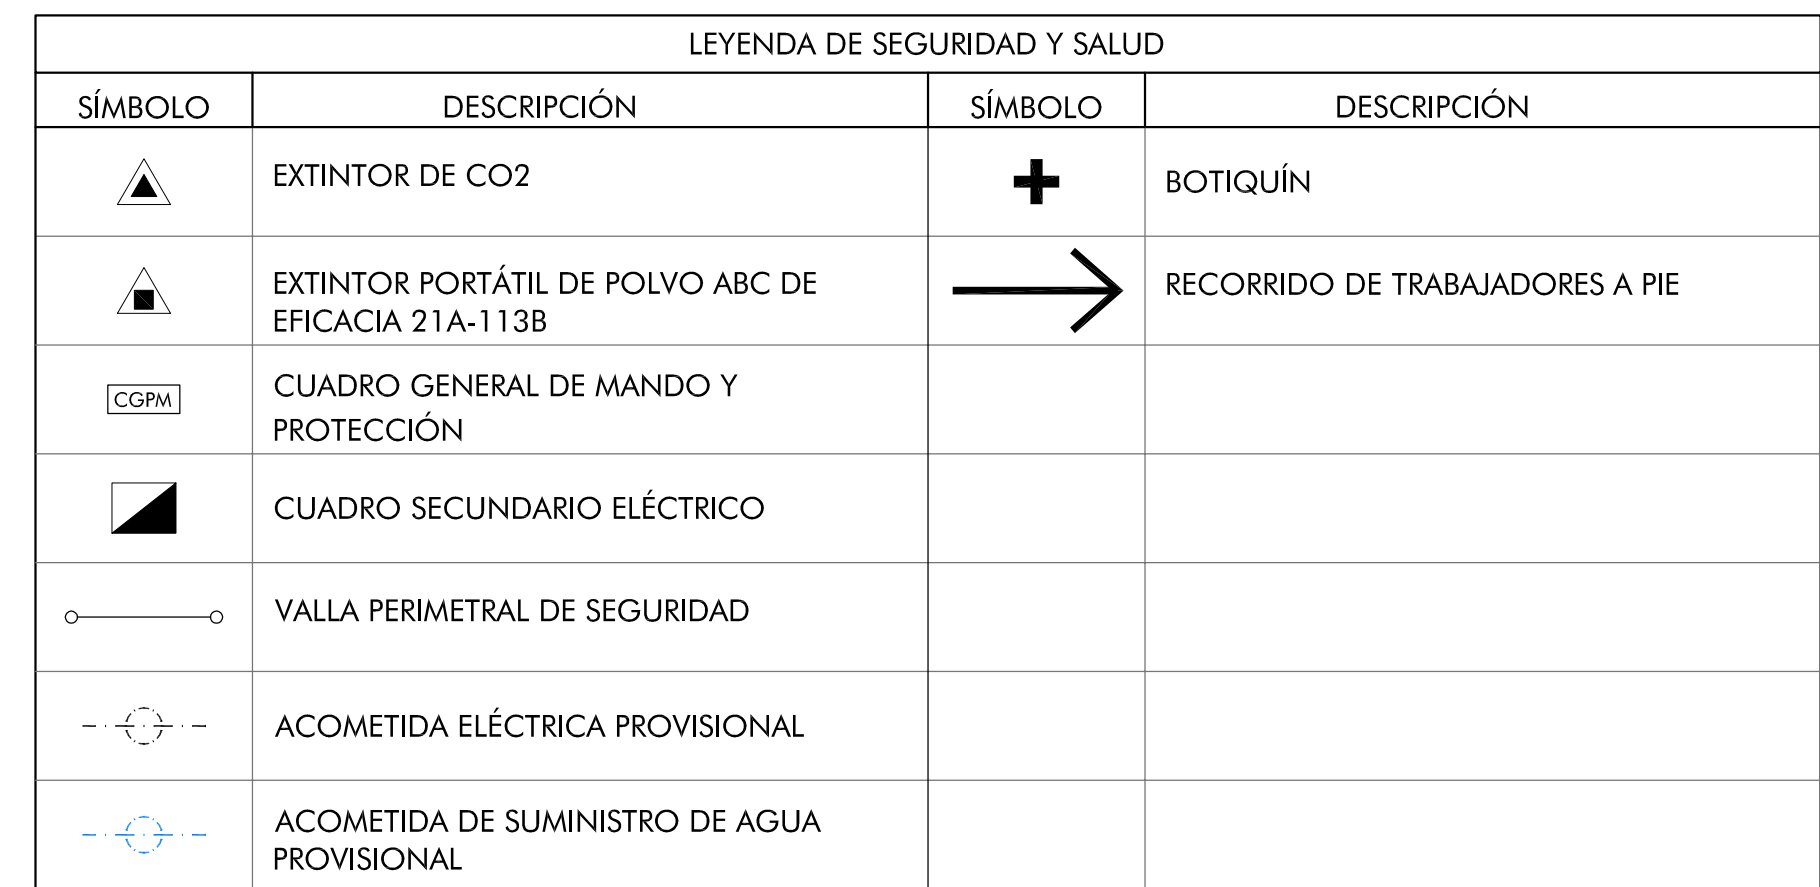 LEYENDA DE SEGURIDAD Y SALUD
SÍMBOLO DESCRIPCIÓN SÍMBOLO DESCRIPCIÓN
EXTINTOR DE CO2
BOTIQUÍN
EXTINTOR PORTÁTIL DE POLVO ABC DE
EFICACIA 21A-113B
RECORRIDO DE TRABAJADORES A PIE
CGPM
CUADRO GENERAL DE MANDO Y
PROTECCIÓN
CUADRO SECUNDARIO ELÉCTRICO
VALLA PERIMETRAL DE SEGURIDAD
ACOMETIDA ELÉCTRICA PROVISIONAL
ACOMETIDA DE SUMINISTRO DE AGUA
PROVISIONAL